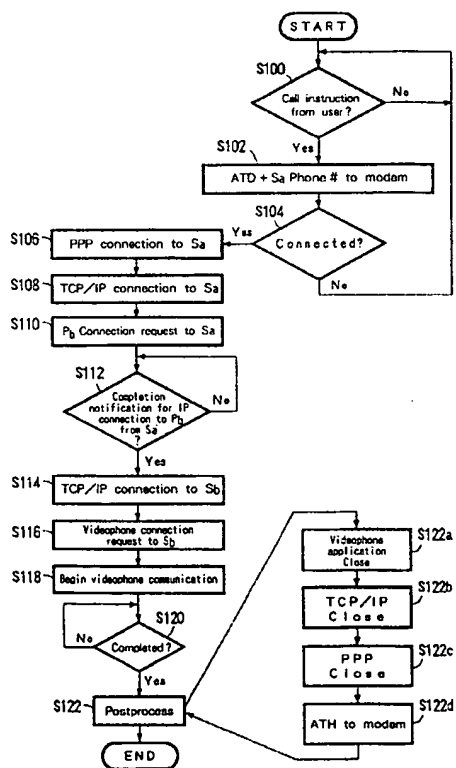 START
S100
Call instruction
from user?
No
Yes
S102
ATD + Sa Phone # to modem
S104
Connected?
Yes
No
S106
PPP connection to Sa
S108
TCP/IP connection to Sa
S110
Pb Connection request to Sa
S112
Completion
notification for IP
connection to Pb
from Sa
?
No
Yes
S114
TCP/IP connection to Sb
S116
Videophone connection
request to Sb
S118
Begin videophone communication
S120
Completed?
No
Yes
S122
Postprocess
END
S122a
Videophone
application
Close
S122b
TCP/IP
Close
S122c
PPP
Close
S122d
ATH to modem